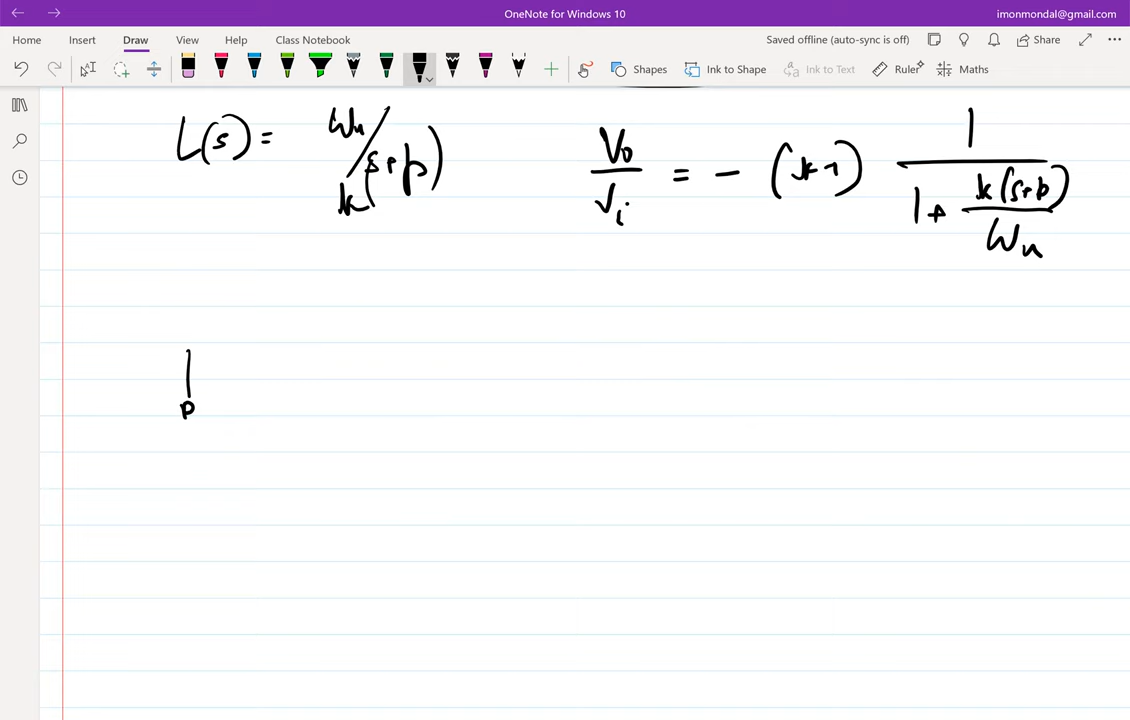 OneNote for Windows 10
imonmondal@gmail.com
Home Insert Draw View Help Class Notebook
Saved offline (auto-sync is off) Share
Shapes Ink to Shape Ink to Text Ruler Maths
L(s) = ωu / k(s+p)
Vo / Vi = - (k-1) 1 / (1 + k(s+p) / ωu)
p